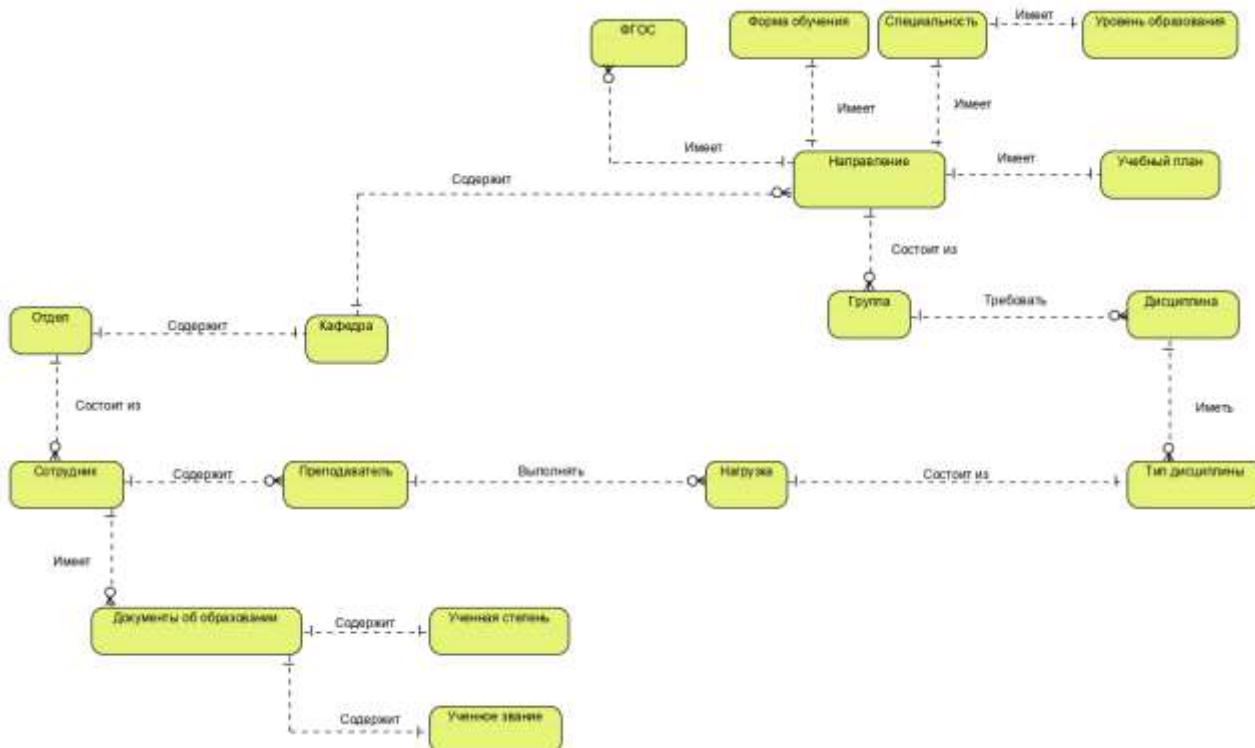 ФГОС
Форма обучения
Специальность
Имеет
Уровень образования
Имеет
Имеет
Имеет
Направление
Имеет
Учебный план
Содержит
Состоит из
Отдел
Содержит
Кафедра
Группа
Требовать
Дисциплина
Состоит из
Иметь
Сотрудник
Содержит
Преподаватель
Выполнять
Нагрузка
Состоит из
Тип дисциплины
Имеет
Документы об образовании
Содержит
Ученная степень
Содержит
Ученное звание